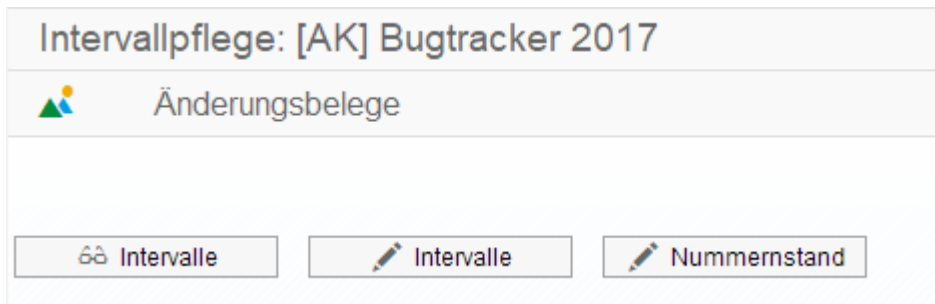 Intervallpflege: [AK] Bugtracker 2017
Änderungsbelege
Intervalle Intervalle Nummernstand